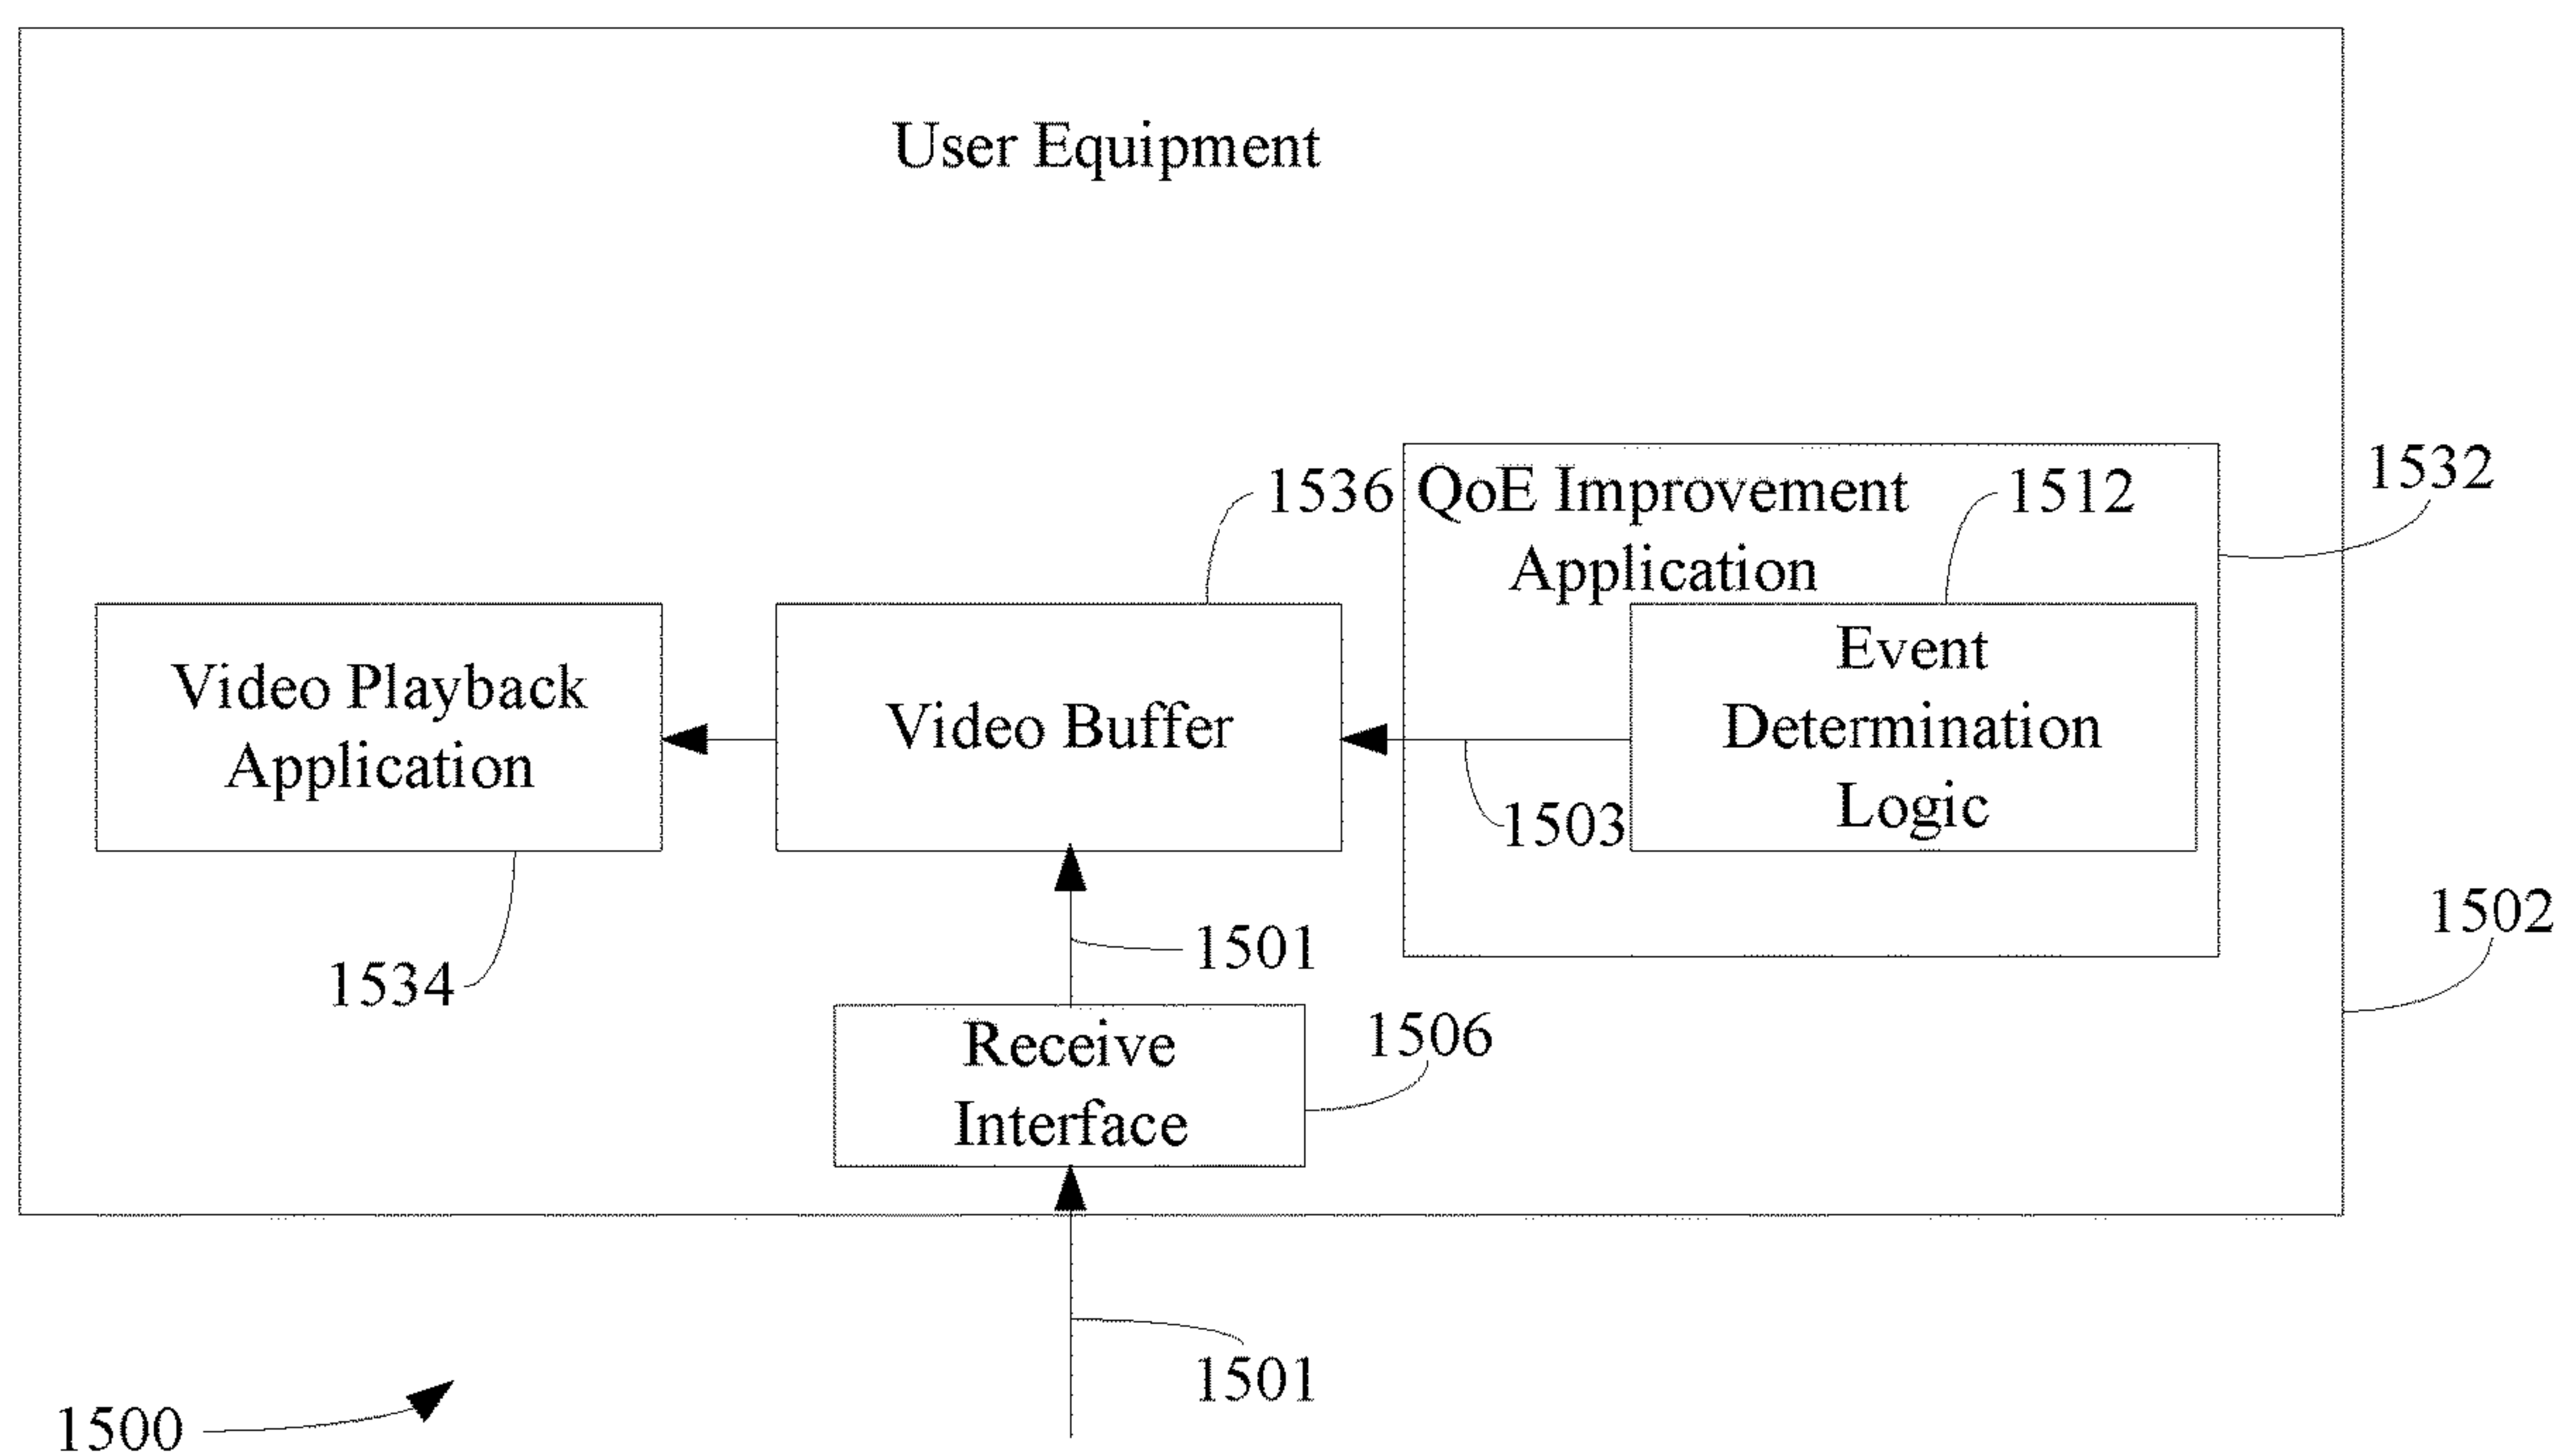 User Equipment
1536
QoE Improvement
Application
1512
1532
Video Playback
Application
Video Buffer
Event
Determination
Logic
1503
1502
1534
1501
Receive
Interface
1506
1501
1500